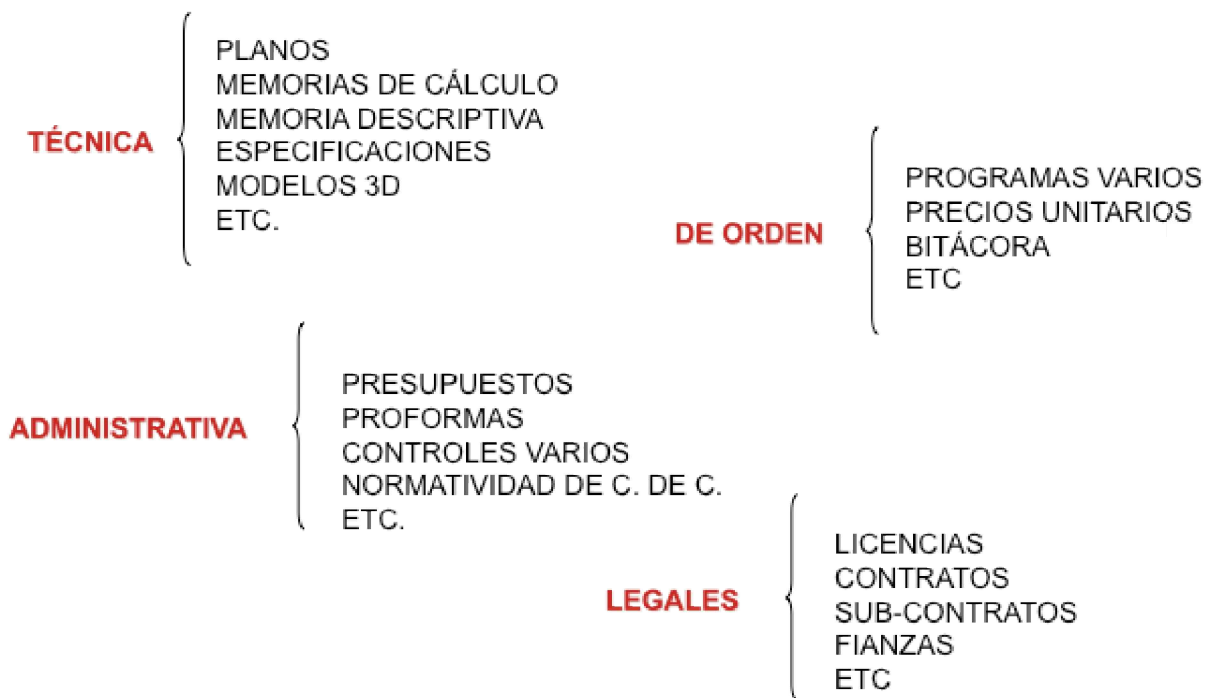 TÉCNICA
PLANOS
MEMORIAS DE CÁLCULO
MEMORIA DESCRIPTIVA
ESPECIFICACIONES
MODELOS 3D
ETC.
DE ORDEN
PROGRAMAS VARIOS
PRECIOS UNITARIOS
BITÁCORA
ETC
ADMINISTRATIVA
PRESUPUESTOS
PROFORMAS
CONTROLES VARIOS
NORMATIVIDAD DE C. DE C.
ETC.
LEGALES
LICENCIAS
CONTRATOS
SUB-CONTRATOS
FIANZAS
ETC